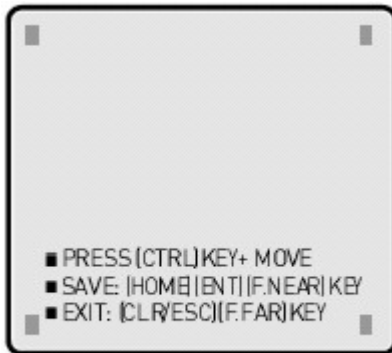 ■ PRESS (CTRL) KEY+ MOVE
■ SAVE: (HOME)(ENT)(F.NEAR) KEY
■ EXIT: (CLR/ESC)(F.FAR) KEY